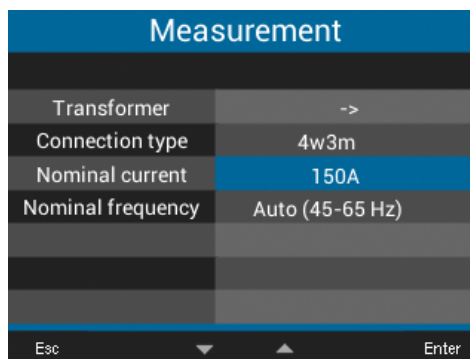 Measurement
Transformer ->
Connection type 4w3m
Nominal current 150A
Nominal frequency Auto (45-65 Hz)
Esc Enter